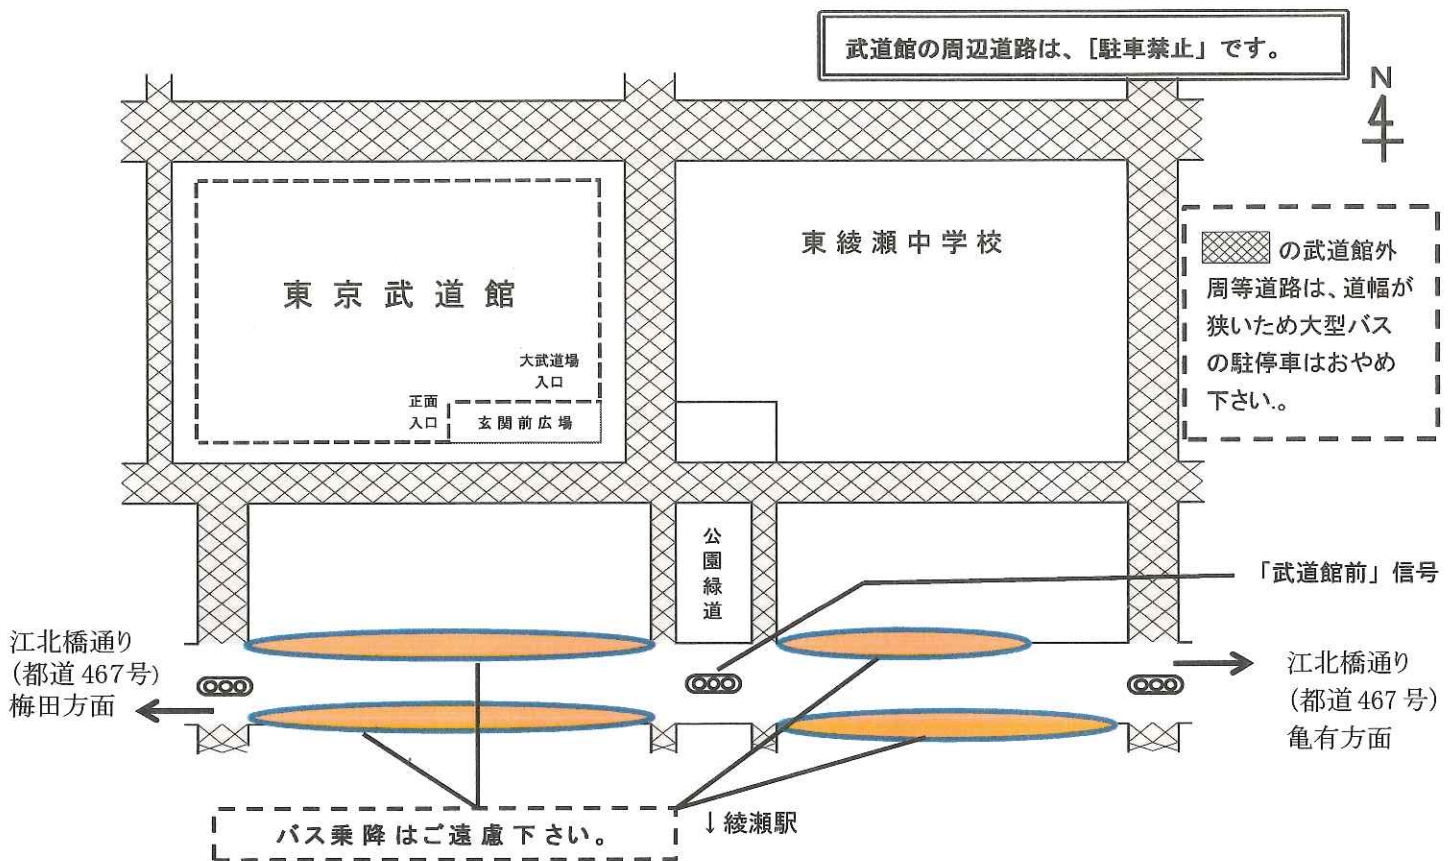 武道館の周辺道路は、[駐車禁止」です。
N
東綾瀬中学校
の武道館外
周等道路は、道幅が
狭いため大型バス
の駐停車はおやめ
下さい.。
東京武道館
大武道場
入口
正面
入口
玄関前広場
公園緑道
「武道館前」信号
江北橋通り
(都道467号)
梅田方面
江北橋通り
(都道467号)
亀有方面
バス乗降はご遠慮下さい。
↓綾瀬駅